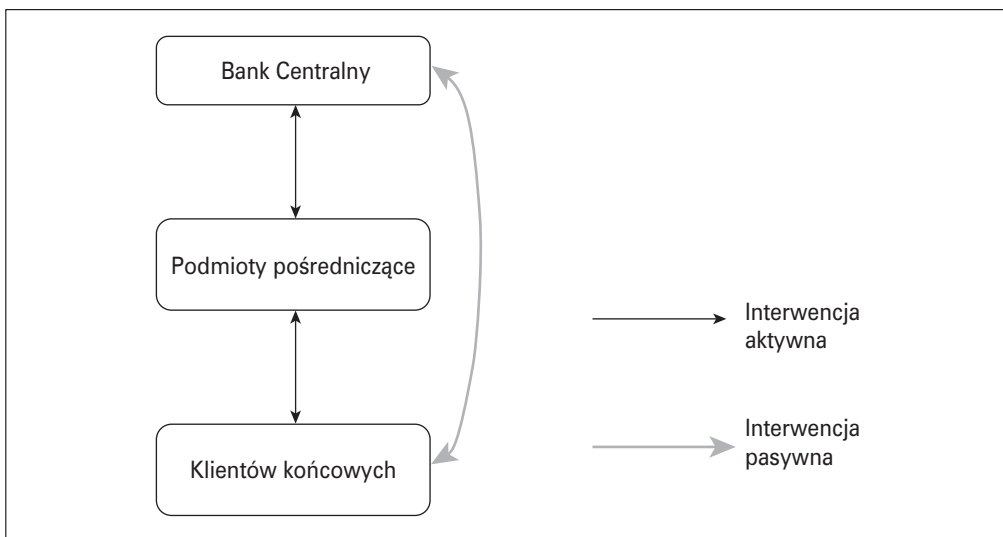 Bank Centralny
Podmioty pośredniczące
Klientów końcowych
Interwencja
aktywna
Interwencja
pasywna